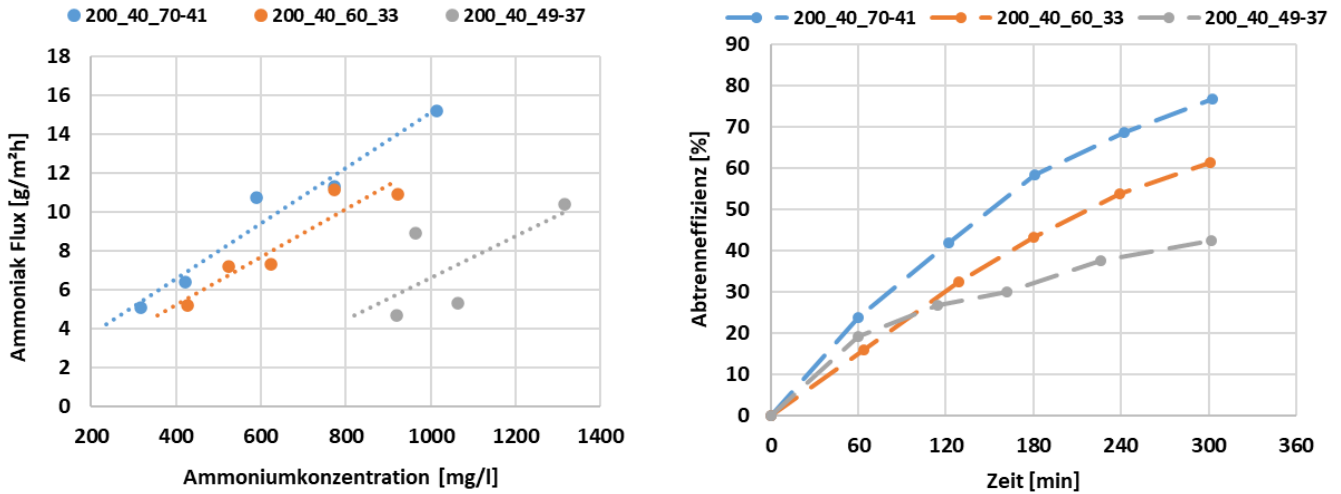 200_40_70-41 200_40_60_33 200_40_49-37
18
16
14
12
10
8
6
4
2
0
Ammoniak Flux [g/m²h]
200 400 600 800 1000 1200 1400
Ammoniumkonzentration [mg/l]
200_40_70-41 200_40_60_33 200_40_49-37
90
80
70
60
50
40
30
20
10
0
Abtrenneffizienz [%]
0 60 120 180 240 300 360
Zeit [min]